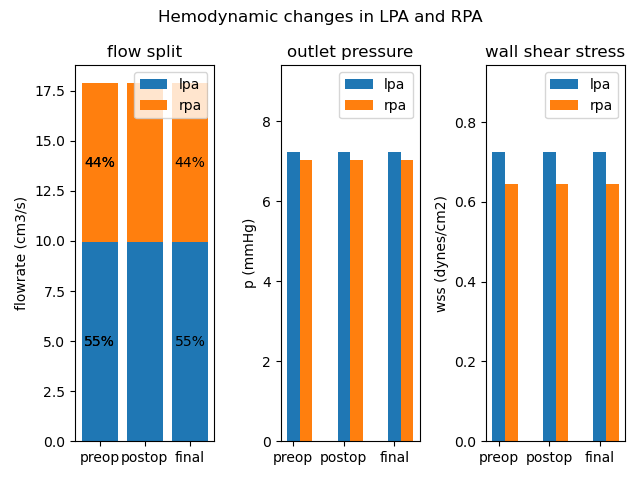 Hemodynamic changes in LPA and RPA
flow split
outlet pressure
wall shear stress
lpa
rpa
lpa
rpa
lpa
rpa
flowrate (cm3/s)
17.5
15.0
12.5
10.0
7.5
5.0
2.5
0.0
44%
44%
55%
55%
preop
postop
final
p (mmHg)
8
6
4
2
0
preop
postop
final
wss (dynes/cm2)
0.8
0.6
0.4
0.2
0.0
preop
postop
final